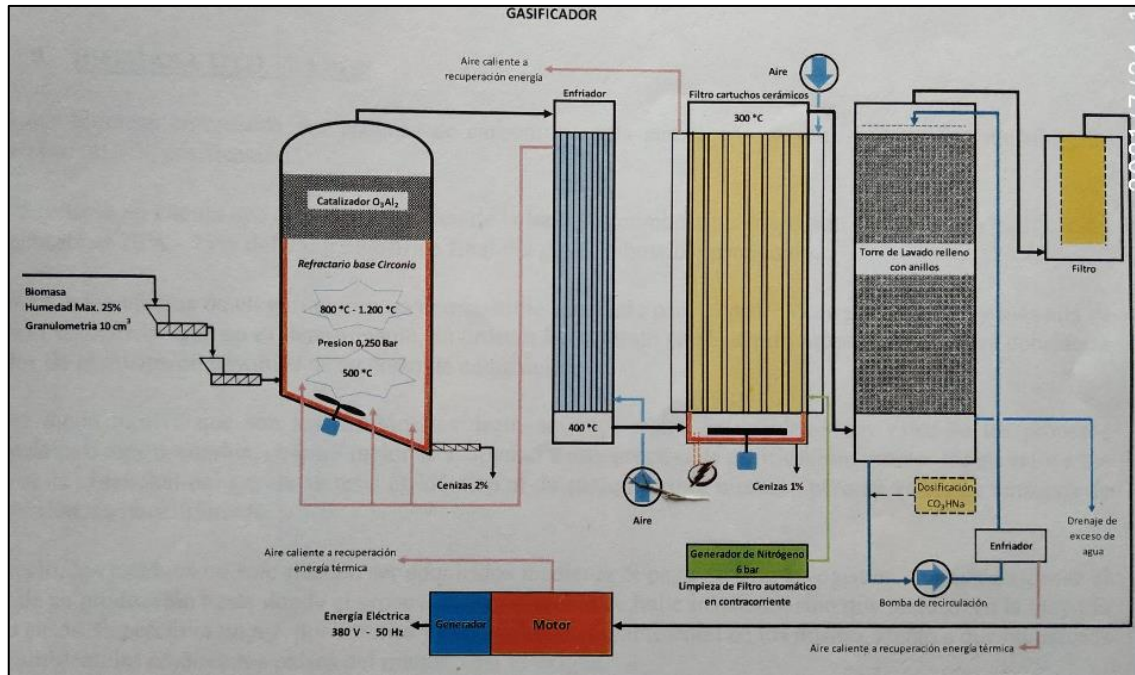 GASIFICADOR
Aire caliente a
recuperación energía
Aire
Enfriador
Filtro cartuchos cerámicos
300 °C
Catalizador O₃Al₂
Refractario base Circonio
800 °C - 1.200 °C
Presion 0,250 Bar
500 °C
Biomasa
Humedad Max. 25%
Granulometria 10 cm³
Torre de Lavado relleno
con anillos
Filtro
400 °C
Cenizas 2%
Aire
Cenizas 1%
Dosificación
CO₃HNa
Drenaje de
exceso de
agua
Enfriador
Bomba de recirculación
Generador de Nitrógeno
6 bar
Limpieza de Filtro automático
en contracorriente
Aire caliente a recuperación
energía térmica
Energía Eléctrica
380 V - 50 Hz
Generador
Motor
Aire caliente a recuperación energía térmica